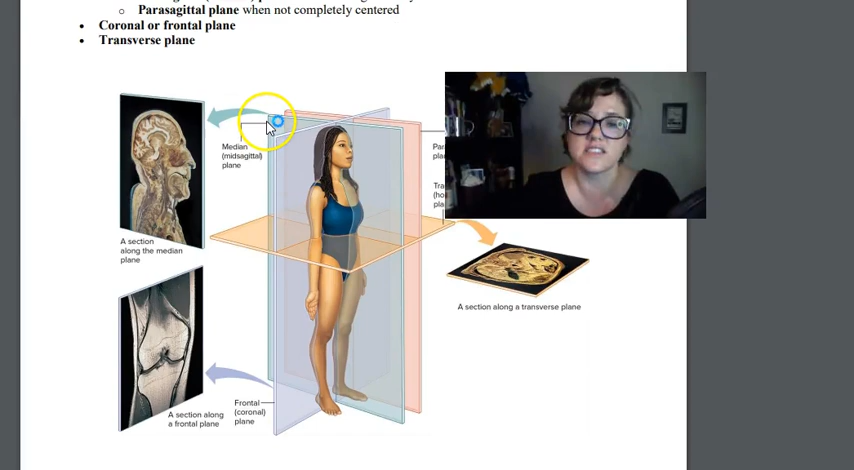 Parasagittal plane when not completely centered
Coronal or frontal plane
Transverse plane
Median
(midsagittal)
plane
A section
along the median
plane
A section along a transverse plane
Frontal
(coronal)
plane
A section along
a frontal plane